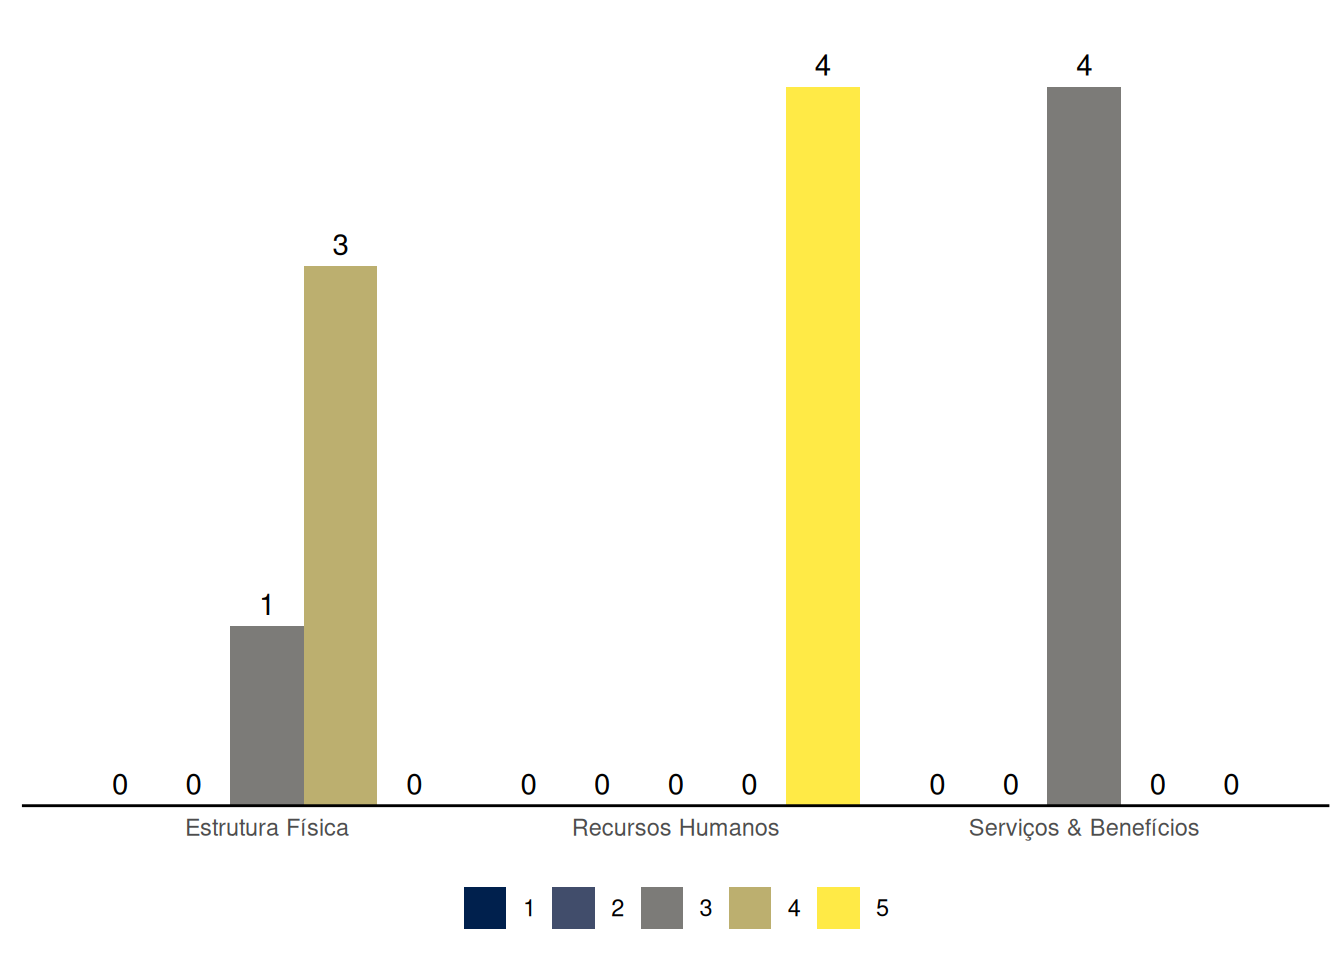 4 4
3
1
0 0 0 0 0 0 0 0 0 0 0
Estrutura Física Recursos Humanos Serviços & Benefícios
1 2 3 4 5